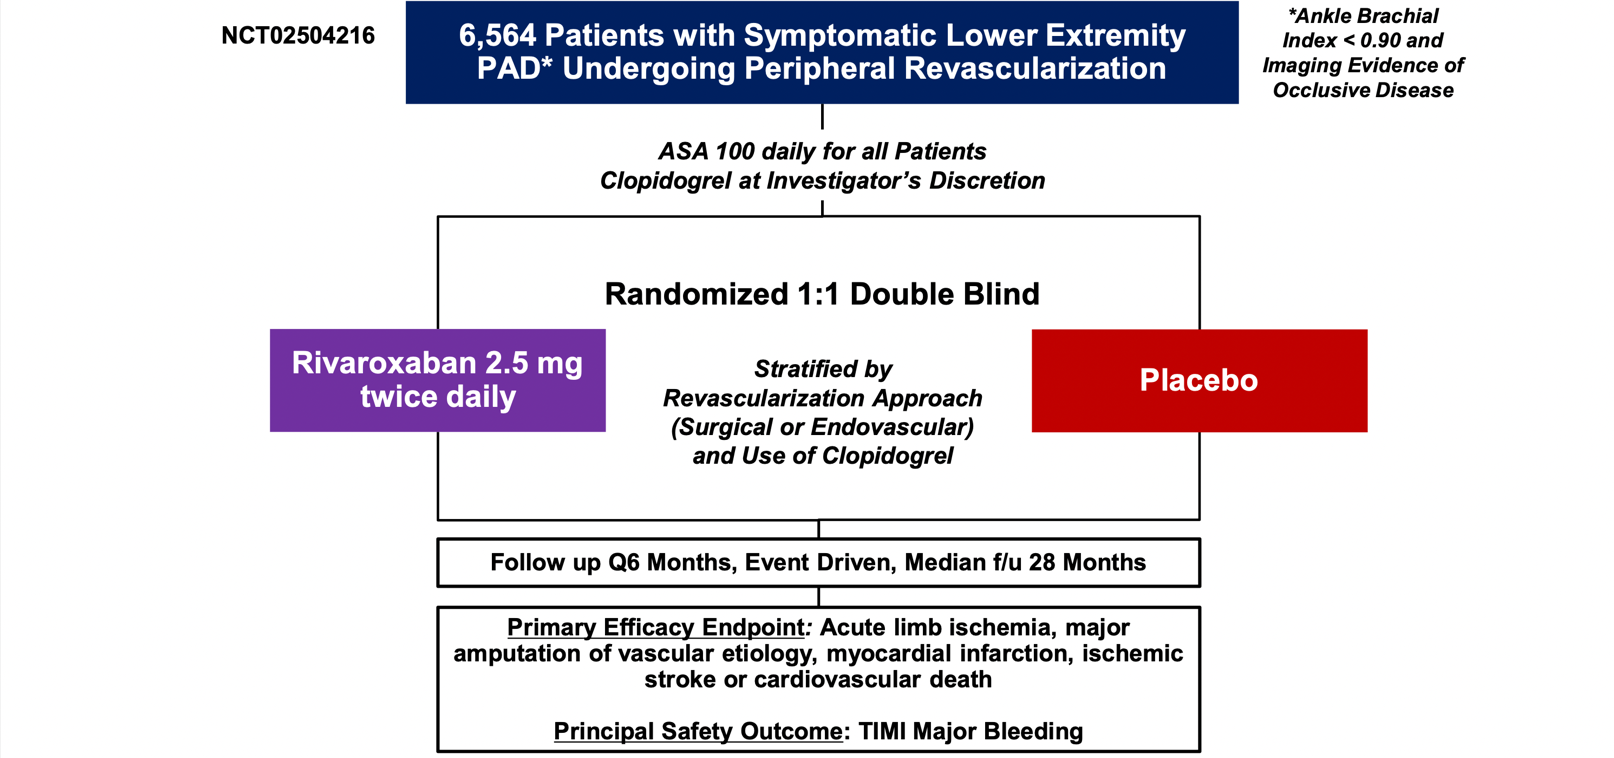 NCT02504216
6,564 Patients with Symptomatic Lower Extremity
PAD* Undergoing Peripheral Revascularization
*Ankle Brachial
Index < 0.90 and
Imaging Evidence of
Occlusive Disease
ASA 100 daily for all Patients
Clopidogrel at Investigator’s Discretion
Randomized 1:1 Double Blind
Rivaroxaban 2.5 mg
twice daily
Stratified by
Revascularization Approach
(Surgical or Endovascular)
and Use of Clopidogrel
Placebo
Follow up Q6 Months, Event Driven, Median f/u 28 Months
Primary Efficacy Endpoint: Acute limb ischemia, major
amputation of vascular etiology, myocardial infarction, ischemic
stroke or cardiovascular death
Principal Safety Outcome: TIMI Major Bleeding